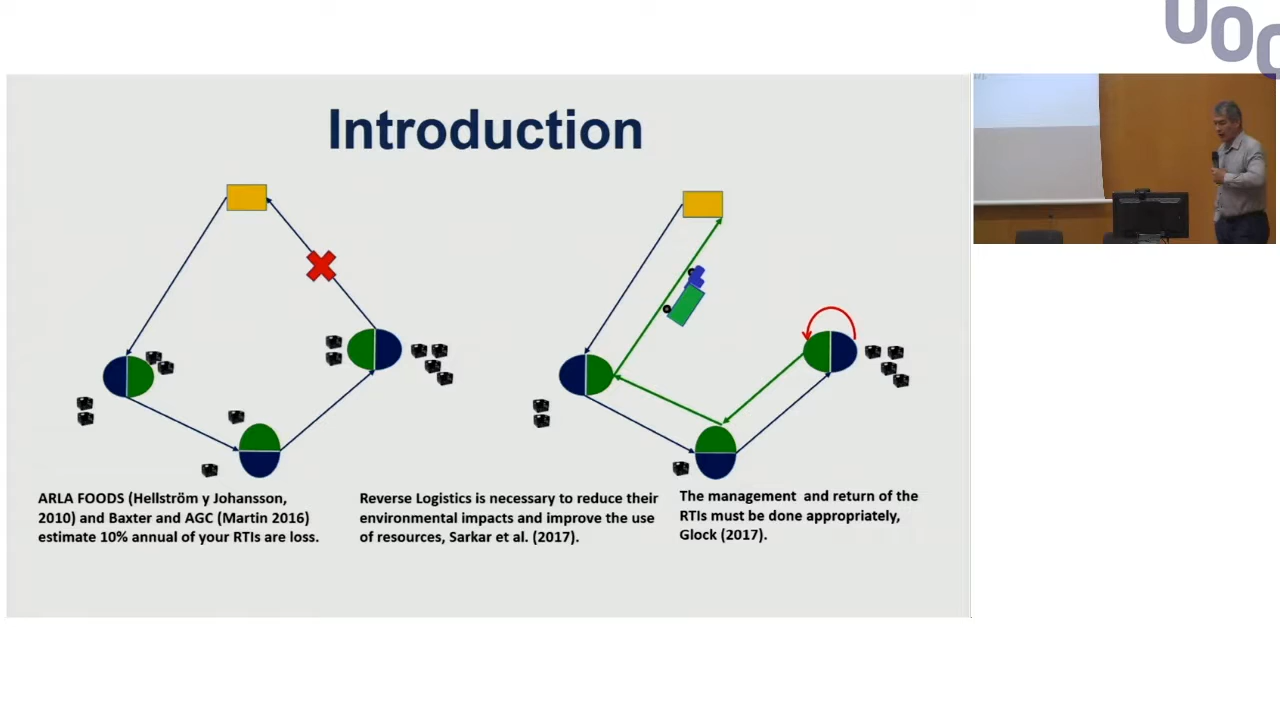 UOC
Introduction
ARLA FOODS (Hellström y Johansson,
2010) and Baxter and AGC (Martin 2016)
estimate 10% annual of your RTIs are loss.
Reverse Logistics is necessary to reduce their
environmental impacts and improve the use
of resources, Sarkar et al. (2017).
The management and return of the
RTIs must be done appropriately,
Glock (2017).